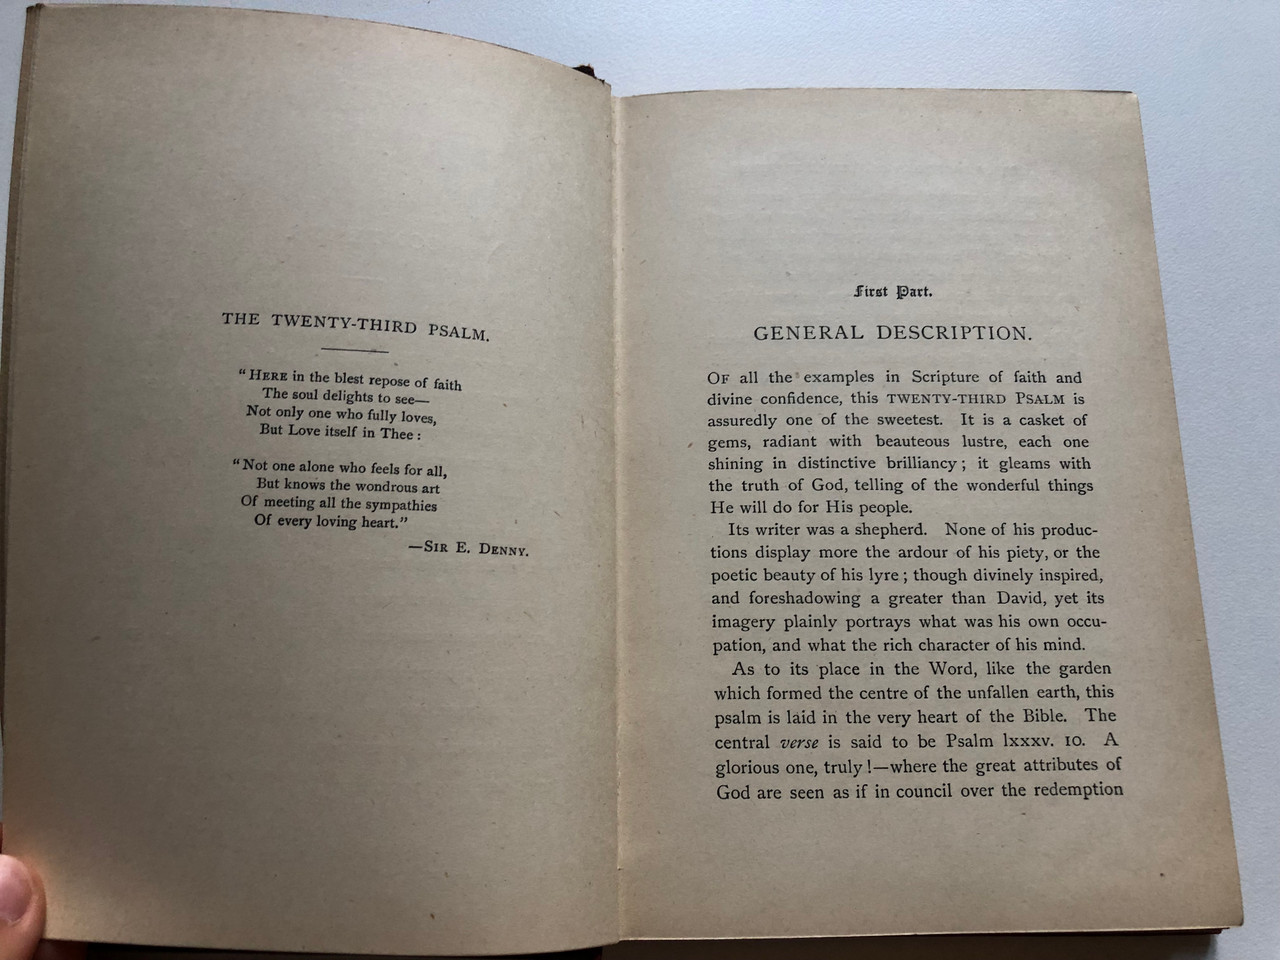 THE TWENTY-THIRD PSALM.
“HERE in the blest repose of faith
The soul delights to see—
Not only one who fully loves,
But Love itself in Thee :
“Not one alone who feels for all,
But knows the wondrous art
Of meeting all the sympathies
Of every loving heart.”
—SIR E. DENNY.
First Part.
GENERAL DESCRIPTION.
OF all the examples in Scripture of faith and
divine confidence, this TWENTY-THIRD PSALM is
assuredly one of the sweetest. It is a casket of
gems, radiant with beauteous lustre, each one
shining in distinctive brilliancy ; it gleams with
the truth of God, telling of the wonderful things
He will do for His people.
Its writer was a shepherd. None of his produc-
tions display more the ardour of his piety, or the
poetic beauty of his lyre ; though divinely inspired,
and foreshadowing a greater than David, yet its
imagery plainly portrays what was his own occu-
pation, and what the rich character of his mind.
As to its place in the Word, like the garden
which formed the centre of the unfallen earth, this
psalm is laid in the very heart of the Bible. The
central verse is said to be Psalm lxxxv. 10. A
glorious one, truly !—where the great attributes of
God are seen as if in council over the redemption